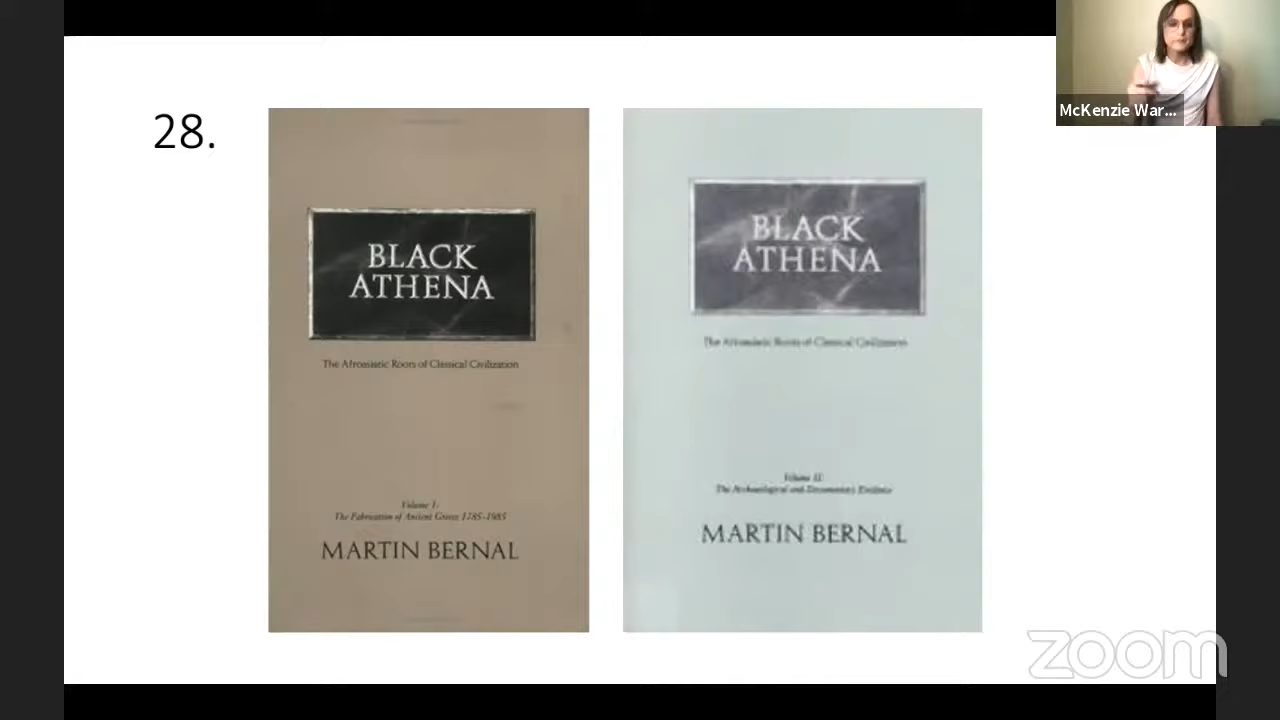 28.
BLACK
ATHENA
The Afroasiatic Roots of Classical Civilization
Volume I:
The Fabrication of Ancient Greece 1785-1985
MARTIN BERNAL
BLACK
ATHENA
The Afroasiatic Roots of Classical Civilization
Volume II:
The Archaeological and Documentary Evidence
MARTIN BERNAL
McKenzie War...
zoom